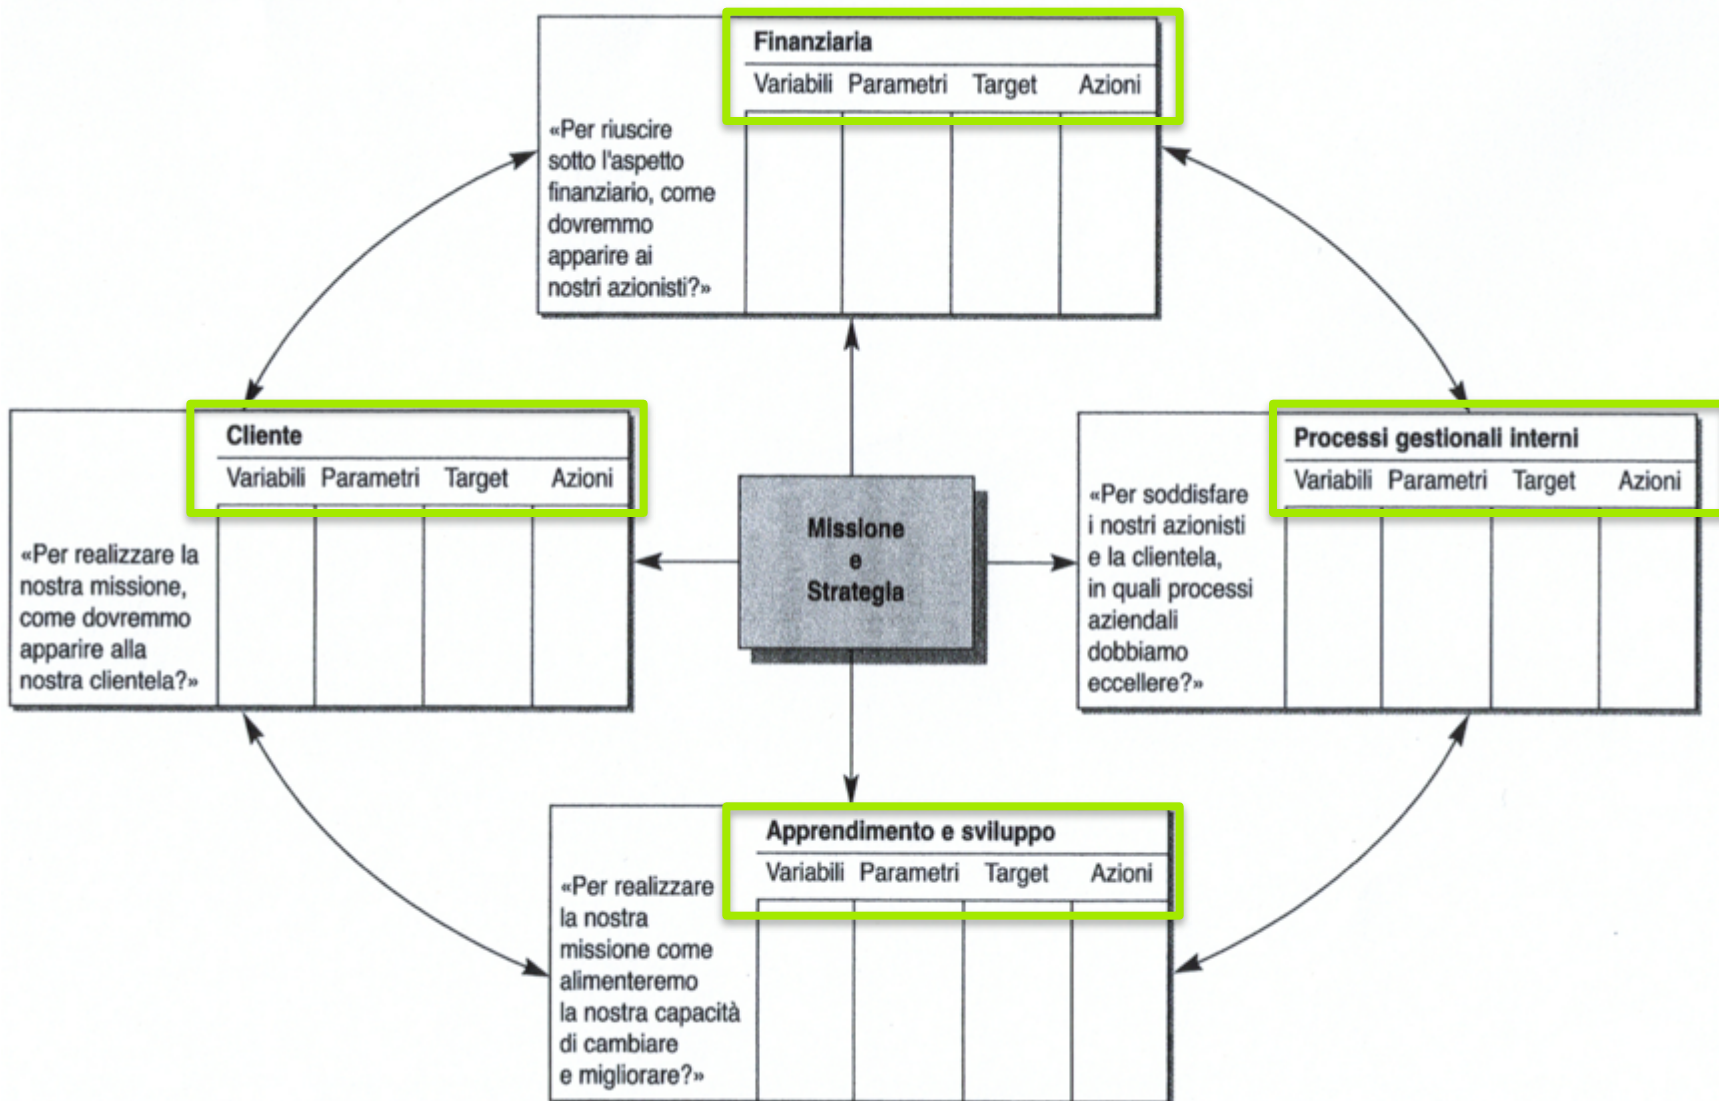 Finanziaria
Variabili Parametri Target Azioni
«Per riuscire
sotto l'aspetto
finanziario, come
dovremmo
apparire ai
nostri azionisti?»
Cliente
Variabili Parametri Target Azioni
«Per realizzare la
nostra missione,
come dovremmo
apparire alla
nostra clientela?»
Missione
e
Strategia
Processi gestionali interni
Variabili Parametri Target Azioni
«Per soddisfare
i nostri azionisti
e la clientela,
in quali processi
aziendali
dobbiamo
eccellere?»
Apprendimento e sviluppo
Variabili Parametri Target Azioni
«Per realizzare
la nostra
missione come
alimenteremo
la nostra capacità
di cambiare
e migliorare?»